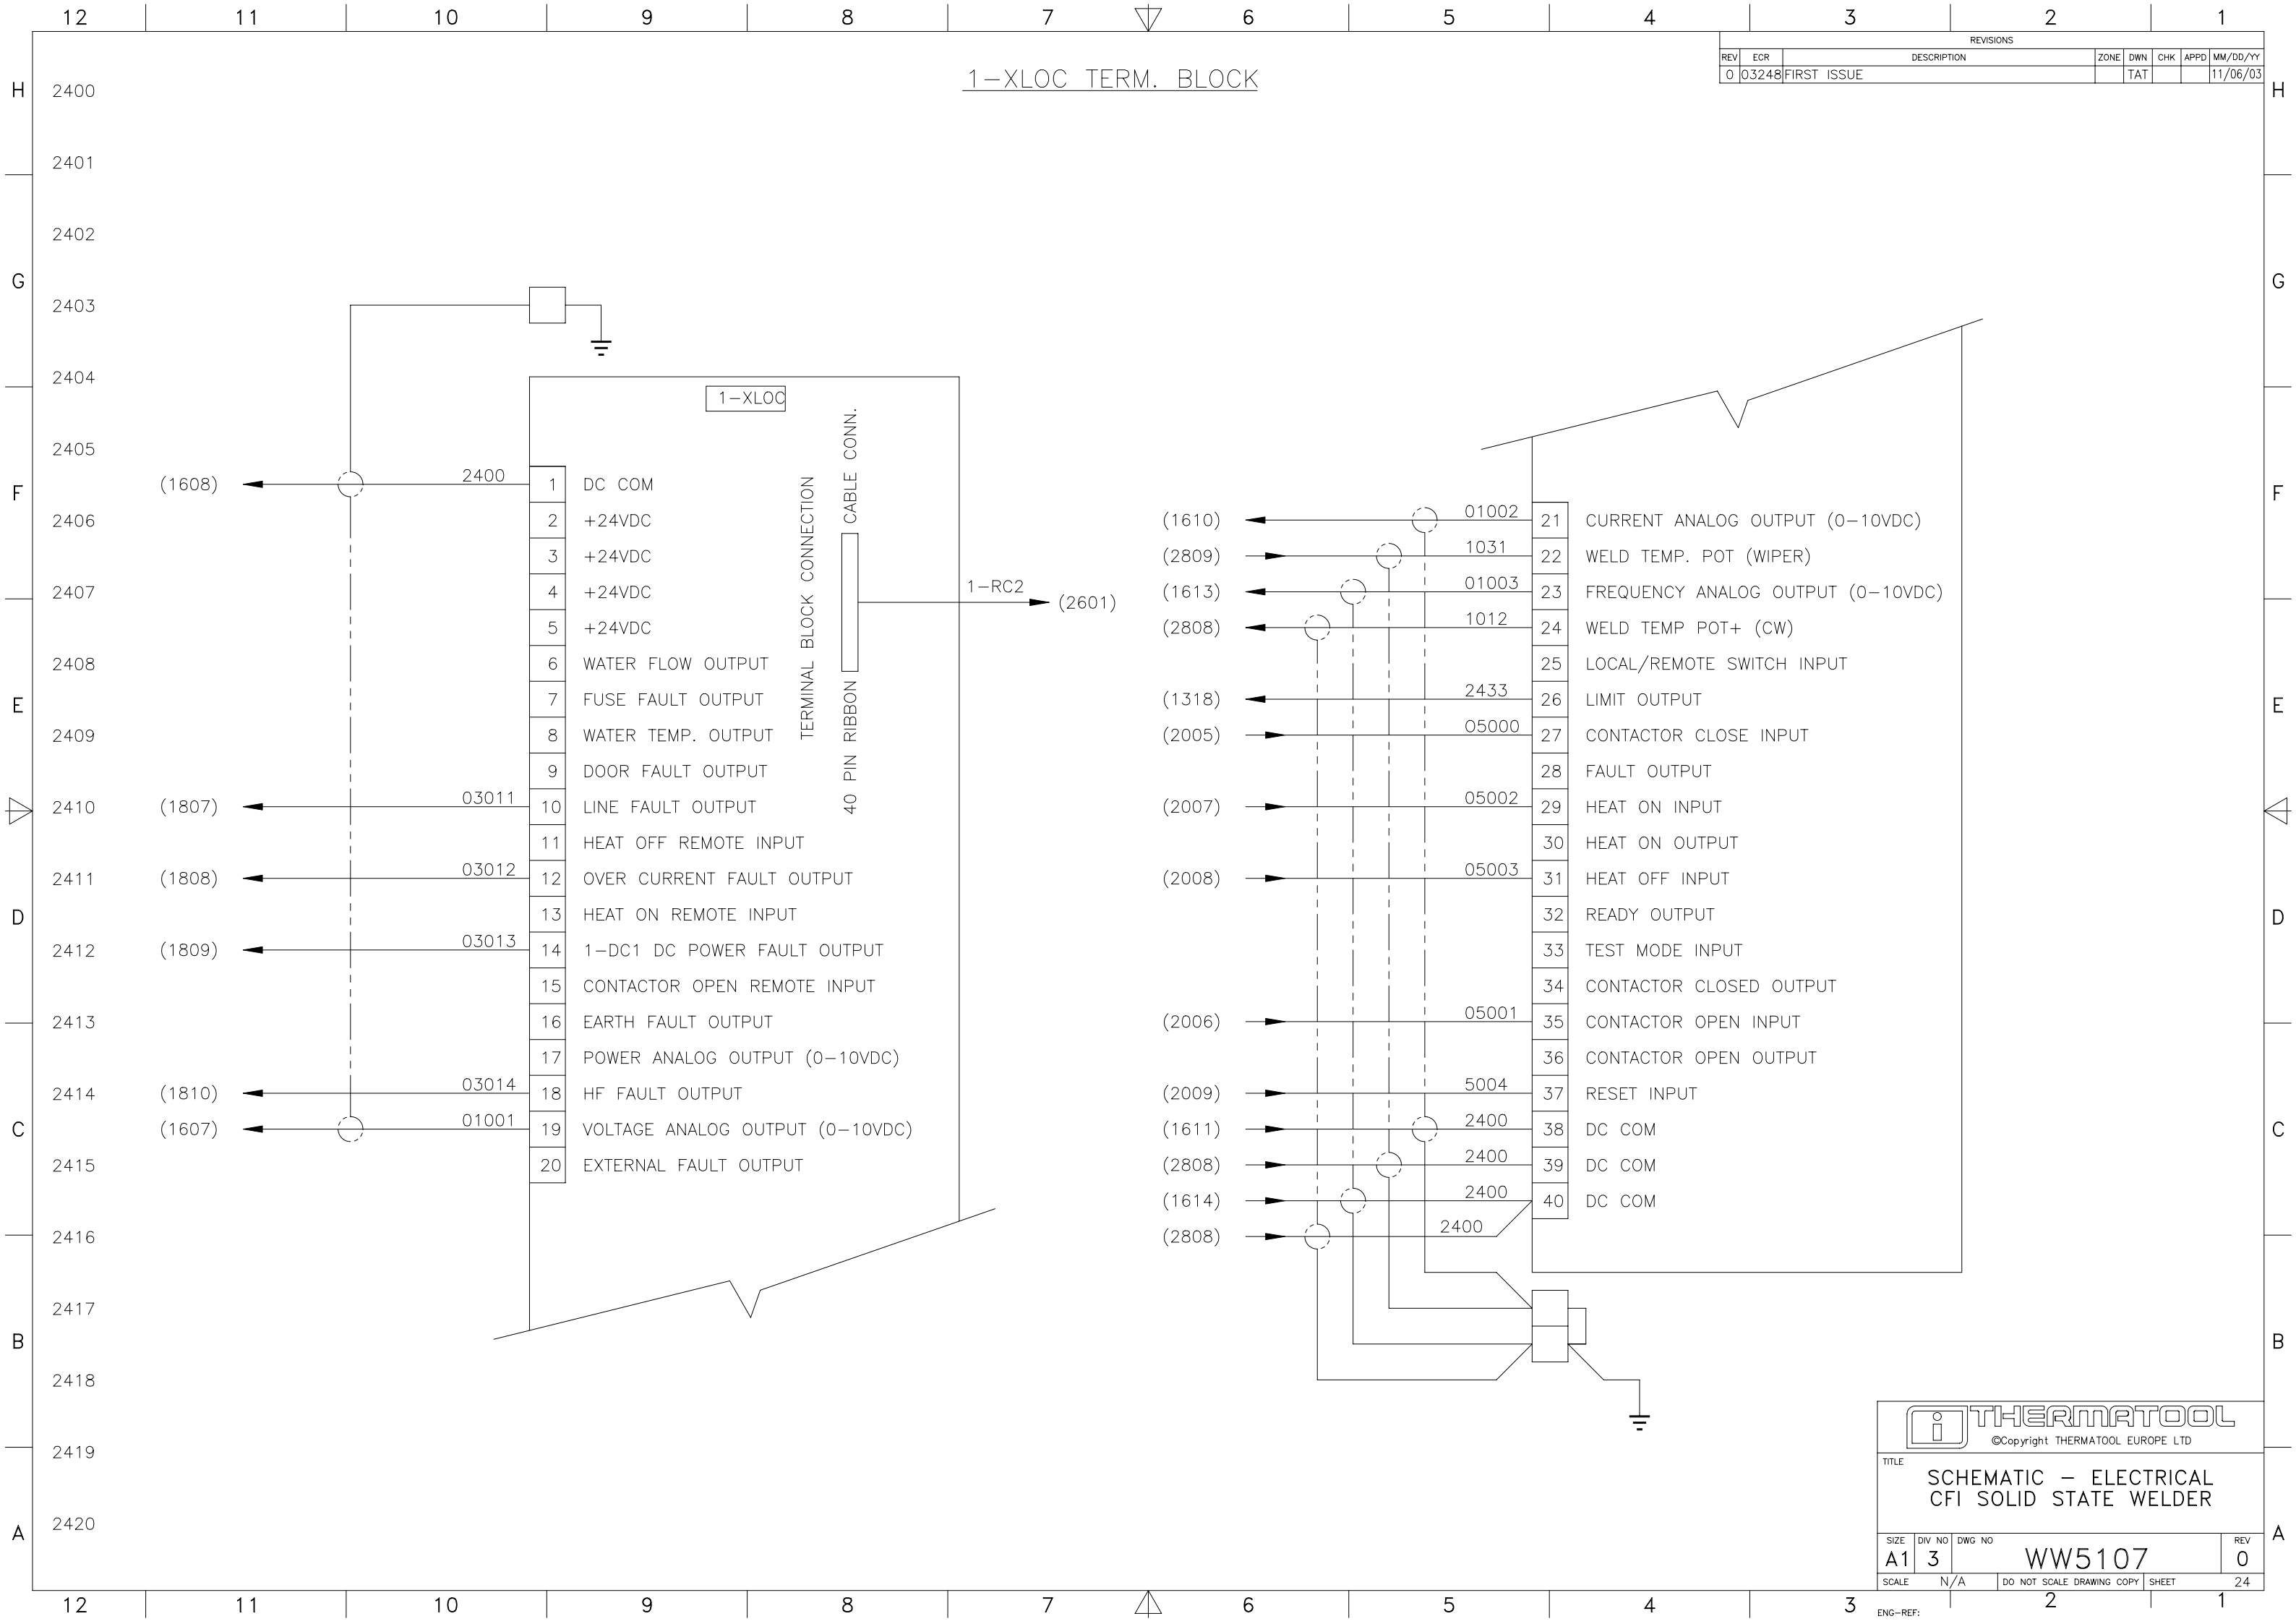 12 11 10 9 8 7 6 5 4 3 2 1
REVISIONS
REV ECR DESCRIPTION ZONE DWN CHK APPD MM/DD/YY
0 03248 FIRST ISSUE TAT 11/06/03
1-XLOC TERM. BLOCK
H 2400 H
2401
2402
G G
2403
2404
2405
F F
2406
2407
2408
E E
2409
2410
2411
D D
2412
2413
2414
C C
2415
2416
2417
B B
2418
2419
2420
A A
1-XLOC
TERMINAL BLOCK CONNECTION
40 PIN RIBBON CABLE CONN.
1-RC2 (2601)
(1608) 2400 1 DC COM
2 +24VDC
3 +24VDC
4 +24VDC
5 +24VDC
6 WATER FLOW OUTPUT
7 FUSE FAULT OUTPUT
8 WATER TEMP. OUTPUT
9 DOOR FAULT OUTPUT
(1807) 03011 10 LINE FAULT OUTPUT
11 HEAT OFF REMOTE INPUT
(1808) 03012 12 OVER CURRENT FAULT OUTPUT
13 HEAT ON REMOTE INPUT
(1809) 03013 14 1-DC1 DC POWER FAULT OUTPUT
15 CONTACTOR OPEN REMOTE INPUT
16 EARTH FAULT OUTPUT
17 POWER ANALOG OUTPUT (0-10VDC)
(1810) 03014 18 HF FAULT OUTPUT
(1607) 01001 19 VOLTAGE ANALOG OUTPUT (0-10VDC)
20 EXTERNAL FAULT OUTPUT
(1610) 01002 21 CURRENT ANALOG OUTPUT (0-10VDC)
(2809) 1031 22 WELD TEMP. POT (WIPER)
(1613) 01003 23 FREQUENCY ANALOG OUTPUT (0-10VDC)
(2808) 1012 24 WELD TEMP POT+ (CW)
25 LOCAL/REMOTE SWITCH INPUT
(1318) 2433 26 LIMIT OUTPUT
(2005) 05000 27 CONTACTOR CLOSE INPUT
28 FAULT OUTPUT
(2007) 05002 29 HEAT ON INPUT
30 HEAT ON OUTPUT
(2008) 05003 31 HEAT OFF INPUT
32 READY OUTPUT
33 TEST MODE INPUT
34 CONTACTOR CLOSED OUTPUT
(2006) 05001 35 CONTACTOR OPEN INPUT
36 CONTACTOR OPEN OUTPUT
(2009) 5004 37 RESET INPUT
(1611) 2400 38 DC COM
(2808) 2400 39 DC COM
(1614) 2400 40 DC COM
(2808) 2400
i THERMATOOL
©Copyright THERMATOOL EUROPE LTD
TITLE
SCHEMATIC - ELECTRICAL
CFI SOLID STATE WELDER
SIZE DIV NO DWG NO REV
A1 3 WW5107 0
SCALE N/A DO NOT SCALE DRAWING COPY SHEET 24
12 11 10 9 8 7 6 5 4 3 2 1
ENG-REF: